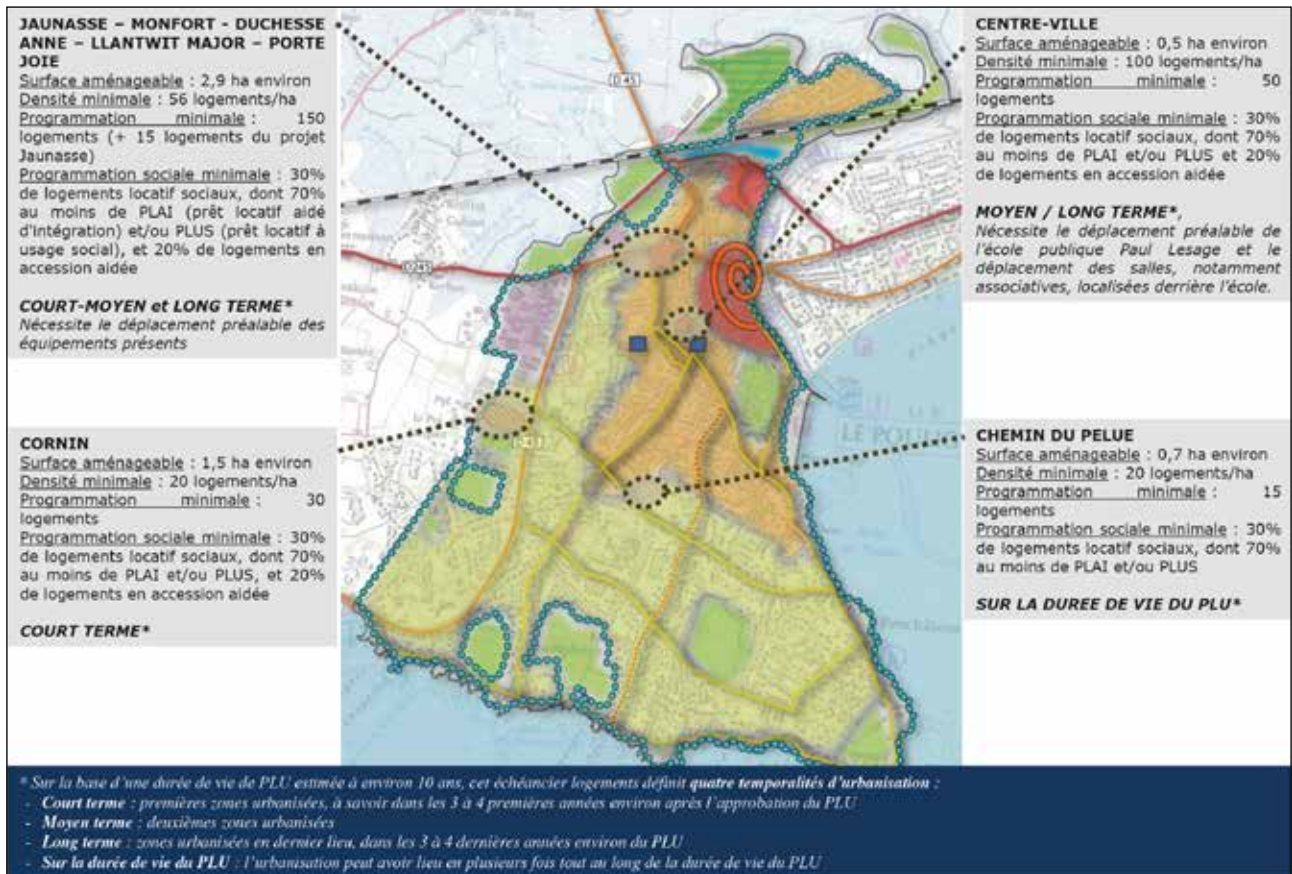 JAUNASSE – MONFORT - DUCHESSE
ANNE – LLANTWIT MAJOR – PORTE
JOIE
Surface aménageable : 2,9 ha environ
Densité minimale : 56 logements/ha
Programmation minimale : 150
logements (+ 15 logements du projet
Jaunasse)
Programmation sociale minimale : 30%
de logements locatif sociaux, dont 70%
au moins de PLAI (prêt locatif aidé
d'intégration) et/ou PLUS (prêt locatif à
usage social), et 20% de logements en
accession aidée
COURT-MOYEN et LONG TERME*
Nécessite le déplacement préalable des
équipements présents
CORNIN
Surface aménageable : 1,5 ha environ
Densité minimale : 20 logements/ha
Programmation minimale : 30
logements
Programmation sociale minimale : 30%
de logements locatif sociaux, dont 70%
au moins de PLAI et/ou PLUS, et 20%
de logements en accession aidée
COURT TERME*
D 45
D245
CENTRE-VILLE
Surface aménageable : 0,5 ha environ
Densité minimale : 100 logements/ha
Programmation minimale : 50
logements
Programmation sociale minimale : 30%
de logements locatif sociaux, dont 70%
au moins de PLAI et/ou PLUS et 20%
de logements en accession aidée
MOYEN / LONG TERME*,
Nécessite le déplacement préalable de
l'école publique Paul Lesage et le
déplacement des salles, notamment
associatives, localisées derrière l'école.
CHEMIN DU PELUE
Surface aménageable : 0,7 ha environ
Densité minimale : 20 logements/ha
Programmation minimale : 15
logements
Programmation sociale minimale : 30%
de logements locatif sociaux, dont 70%
au moins de PLAI et/ou PLUS
SUR LA DUREE DE VIE DU PLU*
* Sur la base d'une durée de vie de PLU estimée à environ 10 ans, cet échéancier logements définit quatre temporalités d'urbanisation :
- Court terme : premières zones urbanisées, à savoir dans les 3 à 4 premières années environ après l'approbation du PLU
- Moyen terme : deuxièmes zones urbanisées
- Long terme : zones urbanisées en dernier lieu, dans les 3 à 4 dernières années environ du PLU
- Sur la durée de vie du PLU : l'urbanisation peut avoir lieu en plusieurs fois tout au long de la durée de vie du PLU